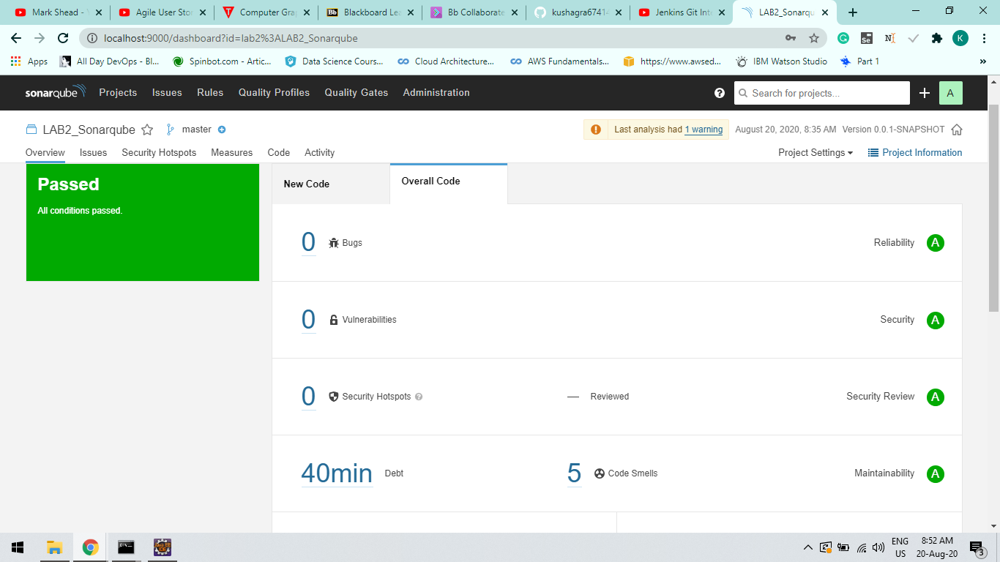 Mark Shead - Y
Agile User Stor
Computer Grap
Blackboard Lea
Bb Collaborate
kushagra67414
Jenkins Git Inte
LAB2_Sonarqu
localhost:9000/dashboard?id=lab2%3ALAB2_Sonarqube
Apps
All Day DevOps - Bl...
Spinbot.com - Artic...
Data Science Cours...
Cloud Architecture...
AWS Fundamentals...
https://www.awsed...
IBM Watson Studio
Part 1
»
sonarqube
Projects
Issues
Rules
Quality Profiles
Quality Gates
Administration
Search for projects...
A
LAB2_Sonarqube
master
Last analysis had 1 warning
August 20, 2020, 8:35 AM
Version 0.0.1-SNAPSHOT
Overview
Issues
Security Hotspots
Measures
Code
Activity
Project Settings
Project Information
Passed
All conditions passed.
New Code
Overall Code
0 Bugs
Reliability A
0 Vulnerabilities
Security A
0 Security Hotspots
— Reviewed
Security Review A
40min Debt
5 Code Smells
Maintainability A
ENG
US
8:52 AM
20-Aug-20
3